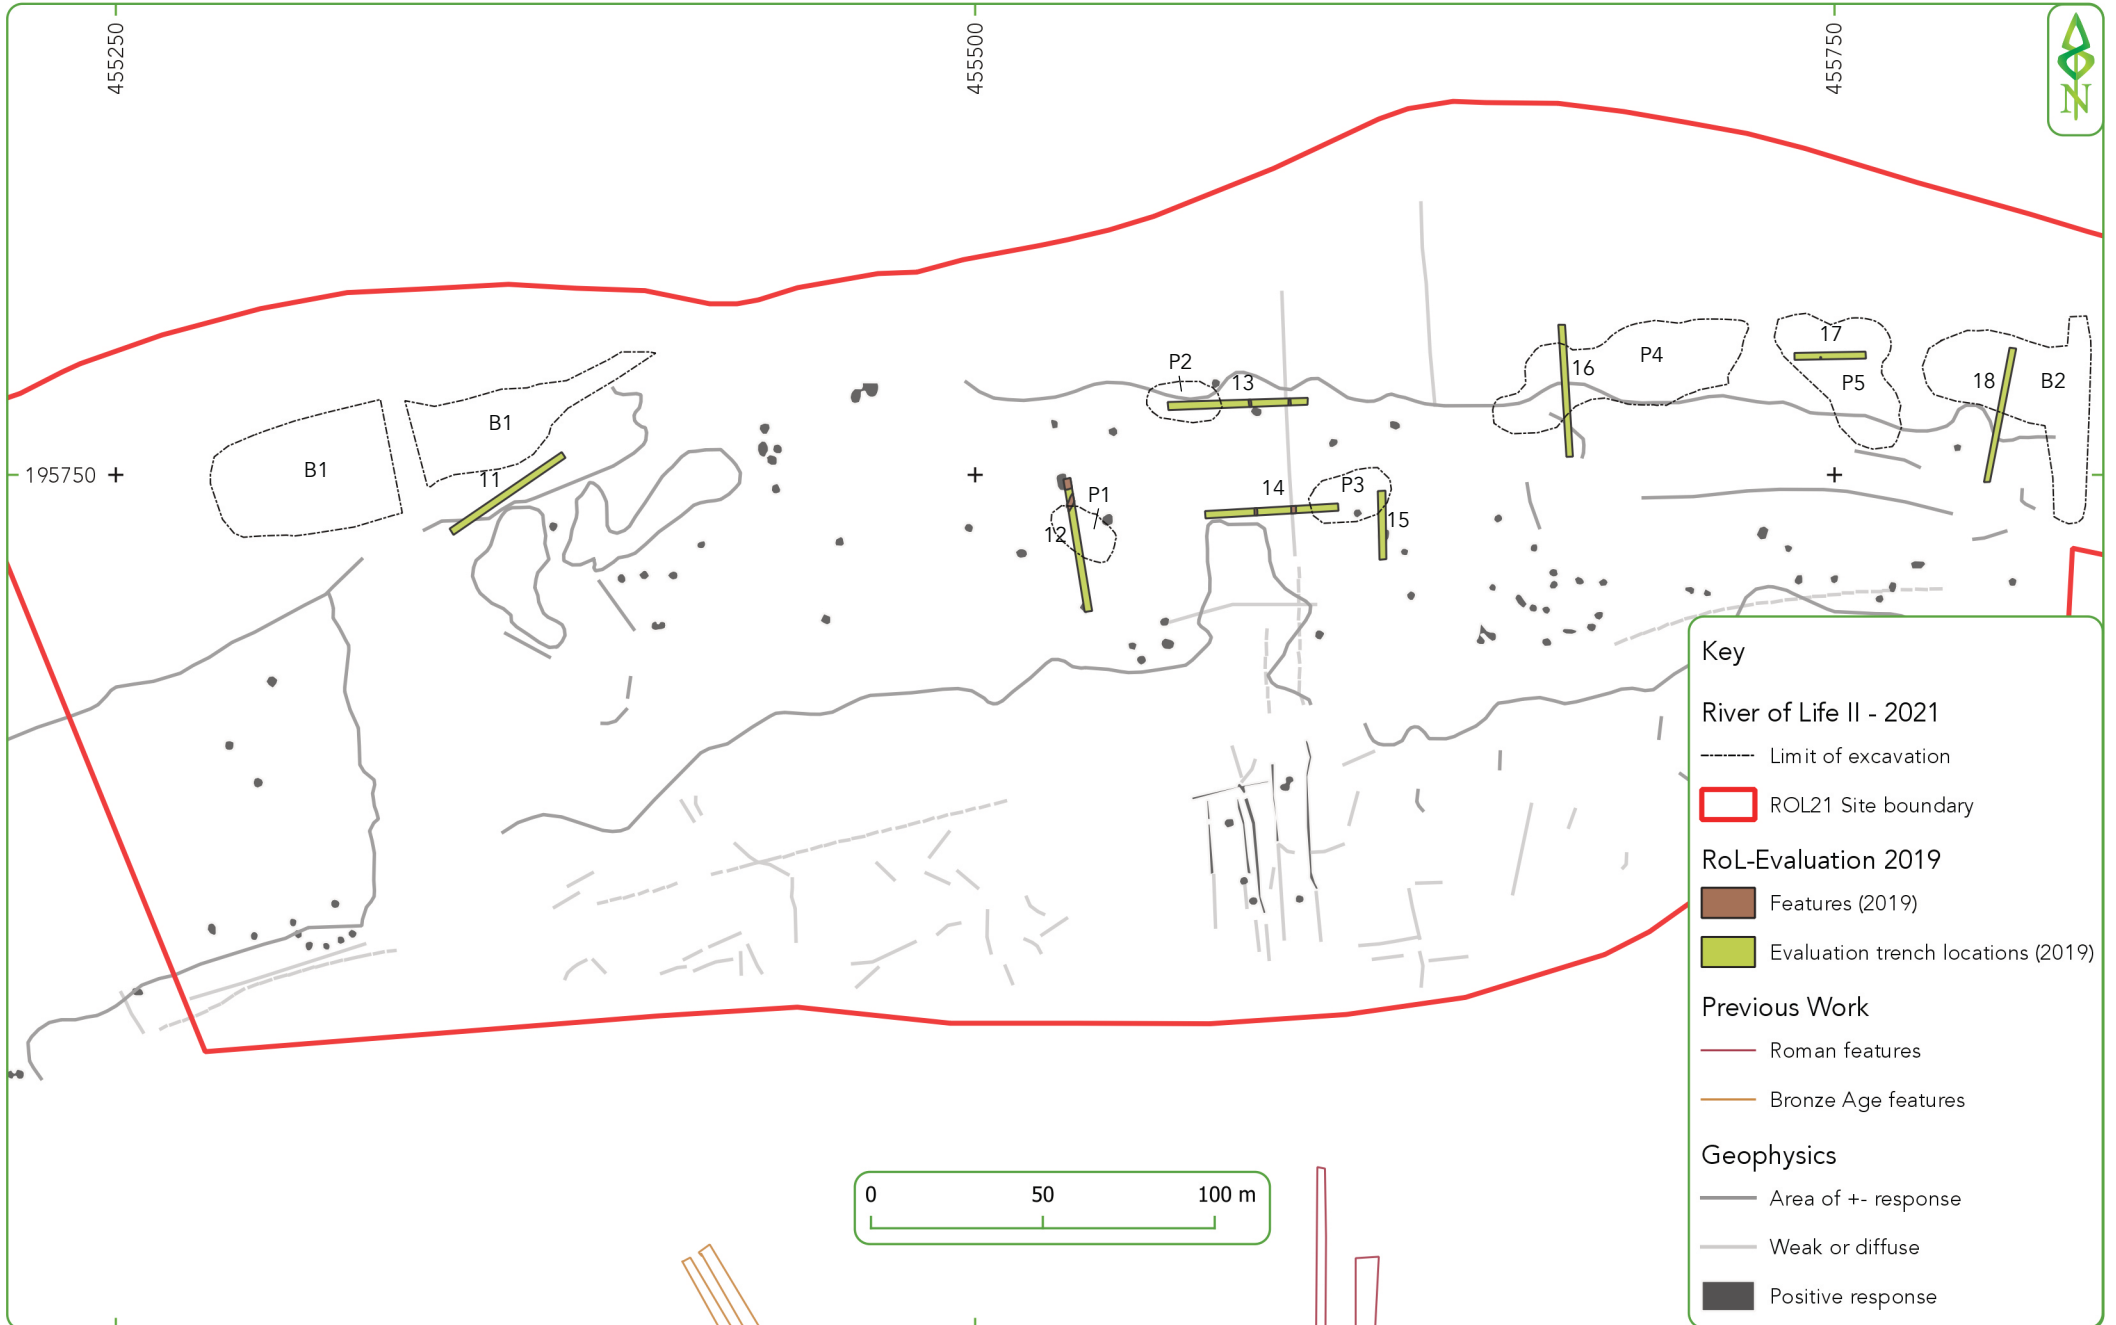 455250
455500
455750
N
195750
B1
B1
11
P2
13
P1
12
14
P3
15
16
P4
17
P5
18
B2
Key
River of Life II - 2021
Limit of excavation
ROL21 Site boundary
RoL-Evaluation 2019
Features (2019)
Evaluation trench locations (2019)
Previous Work
Roman features
Bronze Age features
Geophysics
Area of +- response
Weak or diffuse
Positive response
0 50 100 m